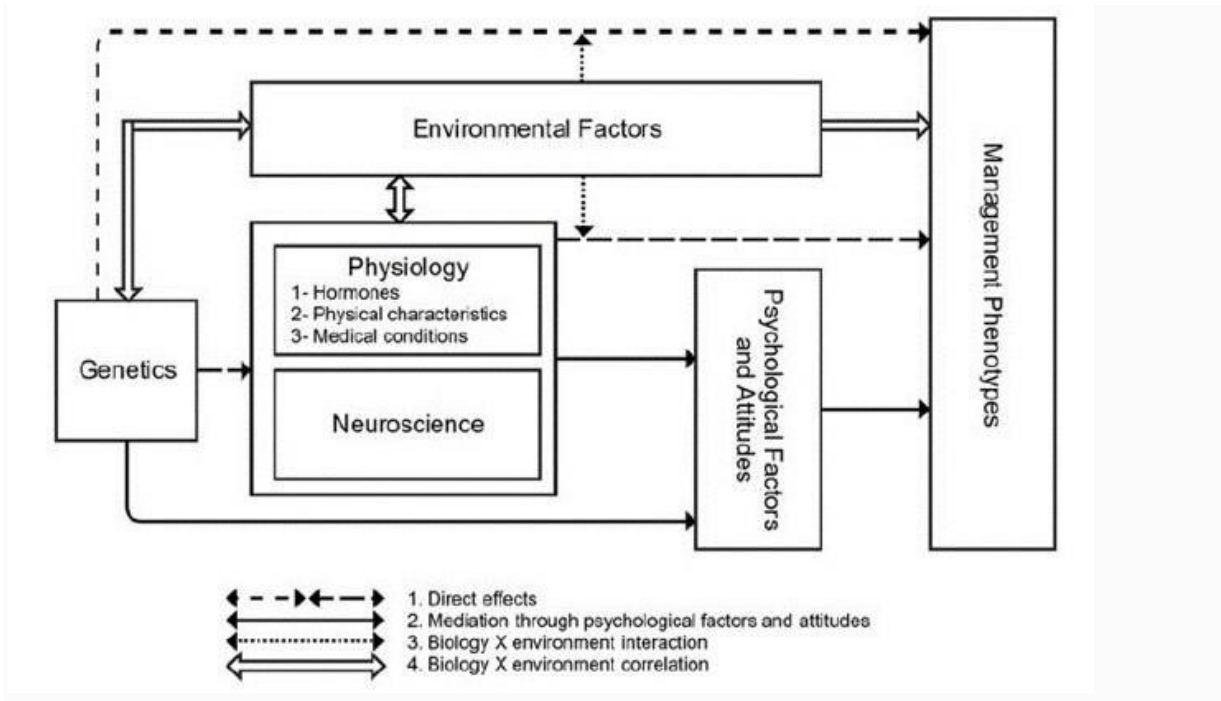 Environmental Factors
Physiology
1- Hormones
2- Physical characteristics
3- Medical conditions
Genetics
Neuroscience
Psychological Factors
and Attitudes
Management Phenotypes
1. Direct effects
2. Mediation through psychological factors and attitudes
3. Biology X environment interaction
4. Biology X environment correlation